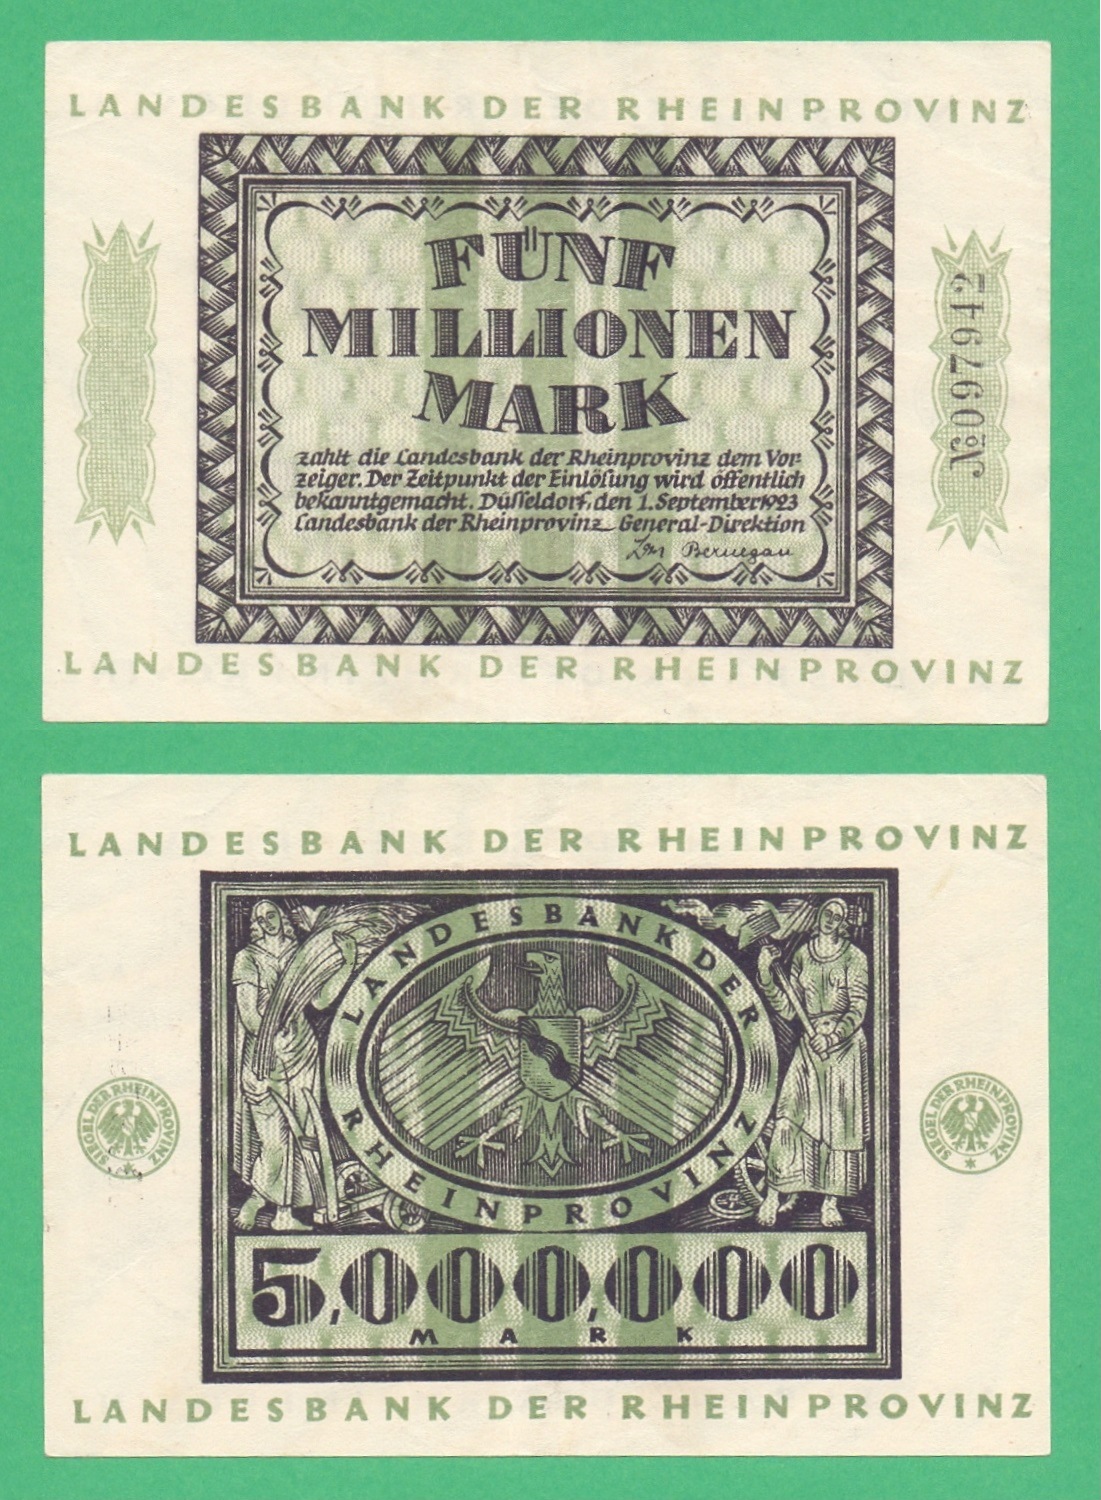 LANDESBANK DER RHEINPROVINZ
FÜNF
MILLIONEN
MARK
zahlt die Landesbank der Rheinprovinz dem Vor-
zeiger. Der Zeitpunkt der Einlösung wird öffentlich
bekanntgemacht. Düsseldorf, den 1. September 1923
Landesbank der Rheinprovinz General-Direktion
Bernegau
№097942
LANDESBANK DER RHEINPROVINZ
LANDESBANK DER RHEINPROVINZ
LANDESBANK DER
RHEINPROVINZ
SIEGEL DER RHEINPROVINZ
SIEGEL DER RHEINPROVINZ
5,000,000
MARK
LANDESBANK DER RHEINPROVINZ